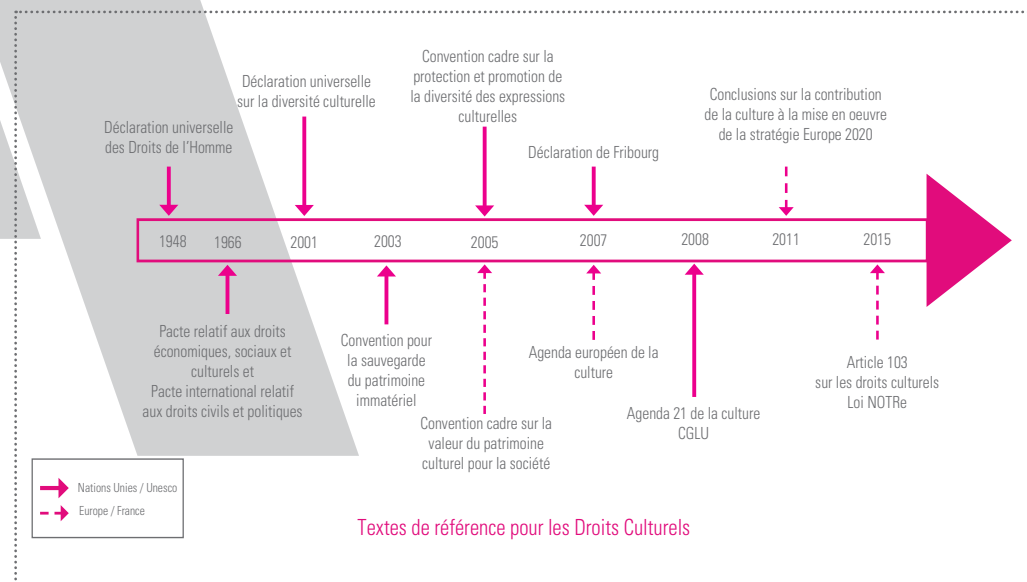 Convention cadre sur la
protection et promotion de
la diversité des expressions
culturelles
Déclaration universelle
sur la diversité culturelle
Conclusions sur la contribution
de la culture à la mise en oeuvre
de la stratégie Europe 2020
Déclaration universelle
des Droits de l'Homme
Déclaration de Fribourg
1948 1966 2001 2003 2005 2007 2008 2011 2015
Pacte relatif aux droits
économiques, sociaux et
culturels et
Pacte international relatif
aux droits civils et politiques
Convention pour
la sauvegarde
du patrimoine
immatériel
Convention cadre sur la
valeur du patrimoine
culturel pour la société
Agenda européen de la
culture
Agenda 21 de la culture
CGLU
Article 103
sur les droits culturels
Loi NOTRe
Nations Unies / Unesco
Europe / France
Textes de référence pour les Droits Culturels